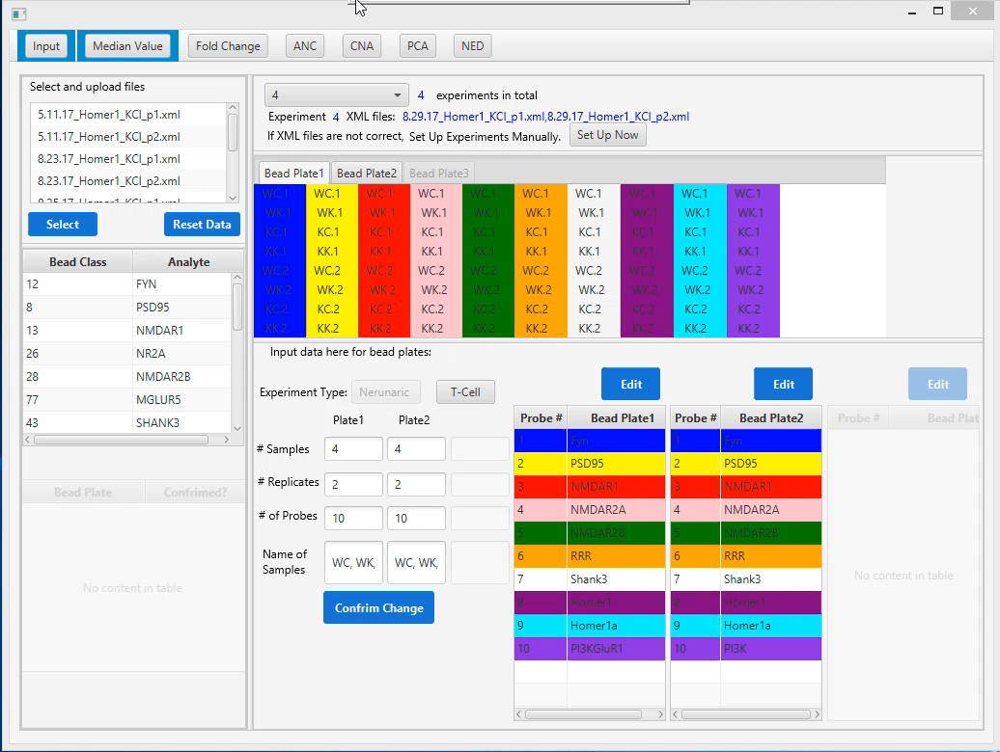 Input Median Value Fold Change ANC CNA PCA NED
Select and upload files
5.11.17_Homer1_KCl_p1.xml
5.11.17_Homer1_KCl_p2.xml
8.23.17_Homer1_KCl_p1.xml
8.23.17_Homer1_KCl_p2.xml
8.25.17_Homer1_KCl_p1.xml
Select Reset Data
Bead Class Analyte
12 FYN
8 PSD95
13 NMDAR1
26 NR2A
28 NMDAR2B
77 MGLUR5
43 SHANK3
Bead Plate Confrimed?
No content in table
4 4 experiments in total
Experiment 4 XML files: 8.29.17_Homer1_KCl_p1.xml,8.29.17_Homer1_KCl_p2.xml
If XML files are not correct, Set Up Experiments Manually. Set Up Now
Bead Plate1 Bead Plate2 Bead Plate3
WC.1 WC.1 WC.1 WC.1 WC.1 WC.1 WC.1 WC.1 WC.1 WC.1
WK.1 WK.1 WK.1 WK.1 WK.1 WK.1 WK.1 WK.1 WK.1 WK.1
KC.1 KC.1 KC.1 KC.1 KC.1 KC.1 KC.1 KC.1 KC.1 KC.1
KK.1 KK.1 KK.1 KK.1 KK.1 KK.1 KK.1 KK.1 KK.1 KK.1
WC.2 WC.2 WC.2 WC.2 WC.2 WC.2 WC.2 WC.2 WC.2 WC.2
WK.2 WK.2 WK.2 WK.2 WK.2 WK.2 WK.2 WK.2 WK.2 WK.2
KC.2 KC.2 KC.2 KC.2 KC.2 KC.2 KC.2 KC.2 KC.2 KC.2
KK.2 KK.2 KK.2 KK.2 KK.2 KK.2 KK.2 KK.2 KK.2 KK.2
Input data here for bead plates:
Experiment Type: Nerunaric T-Cell
Plate1 Plate2
# Samples 4 4
# Replicates 2 2
# of Probes 10 10
Name of Samples WC, WK, WC, WK,
Confrim Change
Edit Edit Edit
Probe # Bead Plate1 Probe # Bead Plate2 Probe # Bead Plat
1 Fyn 1 Fyn
2 PSD95 2 PSD95
3 NMDAR1 3 NMDAR1
4 NMDAR2A 4 NMDAR2A
5 NMDAR2B 5 NMDAR2B
6 RRR 6 RRR
7 Shank3 7 Shank3
8 Homer1 8 Homer1
9 Homer1a 9 Homer1a
10 PI3KGluR1 10 PI3K
No content in table